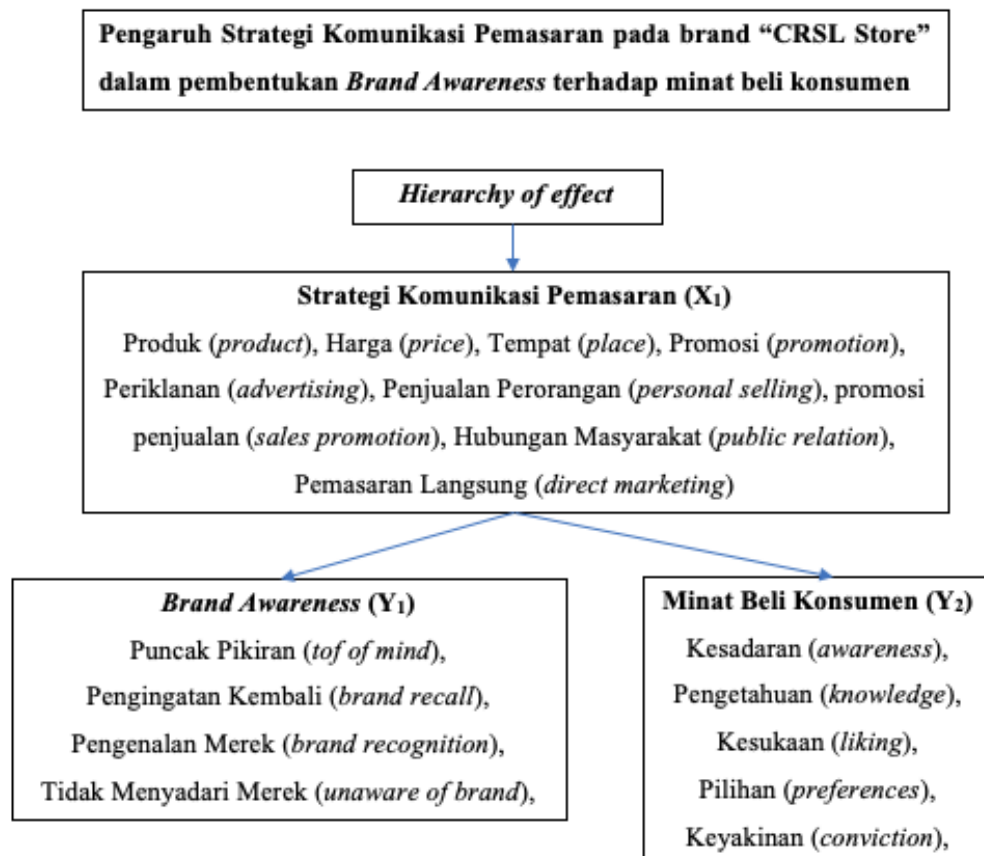 Pengaruh Strategi Komunikasi Pemasaran pada brand “CRSL Store”
dalam pembentukan Brand Awareness terhadap minat beli konsumen
Hierarchy of effect
Strategi Komunikasi Pemasaran (X₁)
Produk (product), Harga (price), Tempat (place), Promosi (promotion),
Periklanan (advertising), Penjualan Perorangan (personal selling), promosi
penjualan (sales promotion), Hubungan Masyarakat (public relation),
Pemasaran Langsung (direct marketing)
Brand Awareness (Y₁)
Puncak Pikiran (tof of mind),
Pengingatan Kembali (brand recall),
Pengenalan Merek (brand recognition),
Tidak Menyadari Merek (unaware of brand),
Minat Beli Konsumen (Y₂)
Kesadaran (awareness),
Pengetahuan (knowledge),
Kesukaan (liking),
Pilihan (preferences),
Keyakinan (conviction),